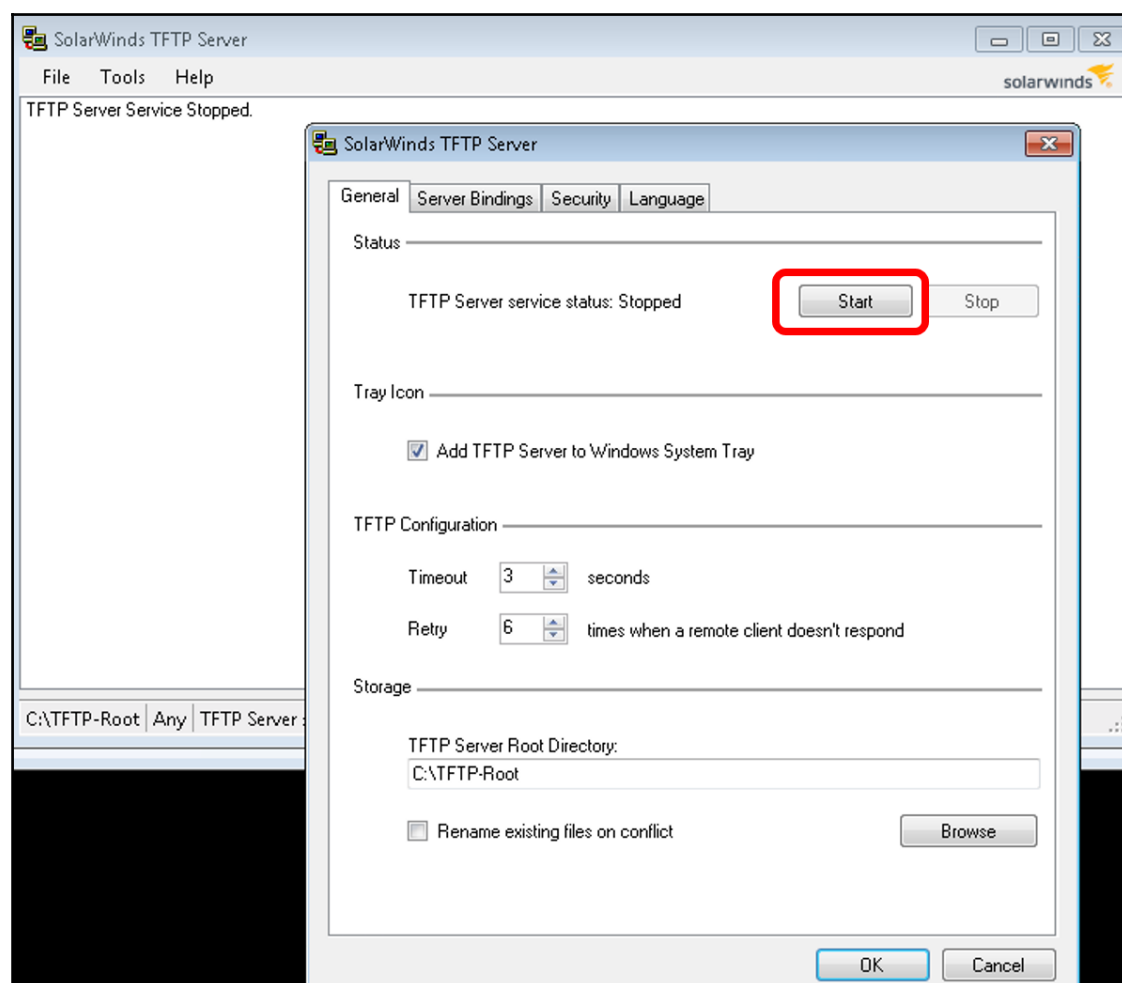 SolarWinds TFTP Server
File Tools Help
solarwinds
TFTP Server Service Stopped.
SolarWinds TFTP Server
General Server Bindings Security Language
Status
TFTP Server service status: Stopped Start Stop
Tray Icon
Add TFTP Server to Windows System Tray
TFTP Configuration
Timeout 3 seconds
Retry 6 times when a remote client doesn't respond
Storage
C:\TFTP-Root Any TFTP Server
TFTP Server Root Directory:
C:\TFTP-Root
Rename existing files on conflict Browse
OK Cancel